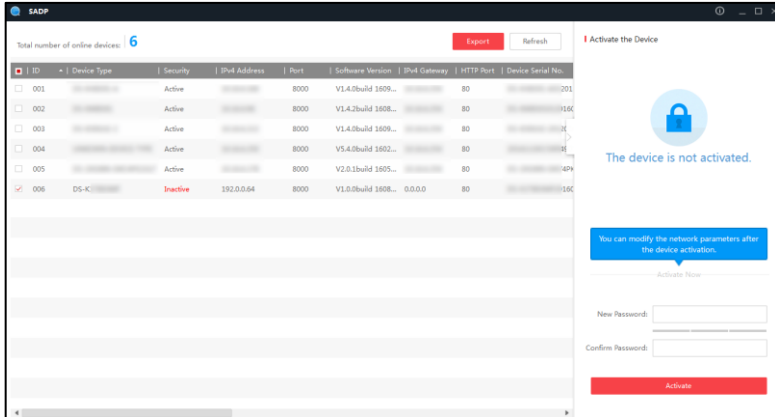 SADP
Total number of online devices: 6
Export
Refresh
ID | Device Type | Security | IPv4 Address | Port | Software Version | IPv4 Gateway | HTTP Port | Device Serial No.
001 Active 8000 V1.4.0build 1609... 80 201
002 Active 8000 V1.4.2build 1608... 80
003 Active 8000 V1.4.0build 1609... 80
004 Active 8000 V5.4.0build 1602... 80
005 Active 8000 V2.0.1build 1605... 80
006 DS-K Inactive 192.0.0.64 8000 V1.0.0build 1608... 0.0.0.0 80
Activate the Device
The device is not activated.
You can modify the network parameters after
the device activation.
Activate Now
New Password:
Confirm Password:
Activate